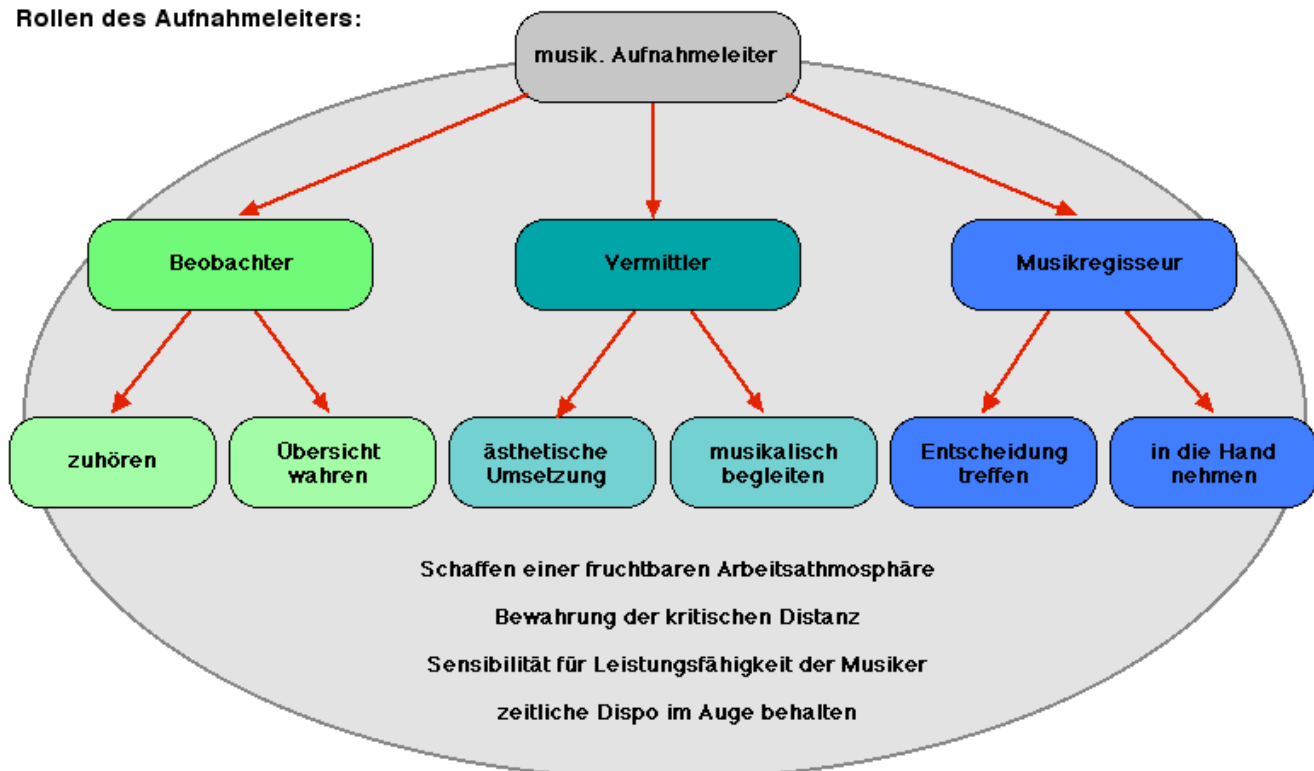 Rollen des Aufnahmeleiters:
musik. Aufnahmeleiter
Beobachter
Vermittler
Musikregisseur
zuhören
Übersicht
wahren
ästhetische
Umsetzung
musikalisch
begleiten
Entscheidung
treffen
in die Hand
nehmen
Schaffen einer fruchtbaren Arbeitsathmosphäre
Bewahrung der kritischen Distanz
Sensibilität für Leistungsfähigkeit der Musiker
zeitliche Dispo im Auge behalten